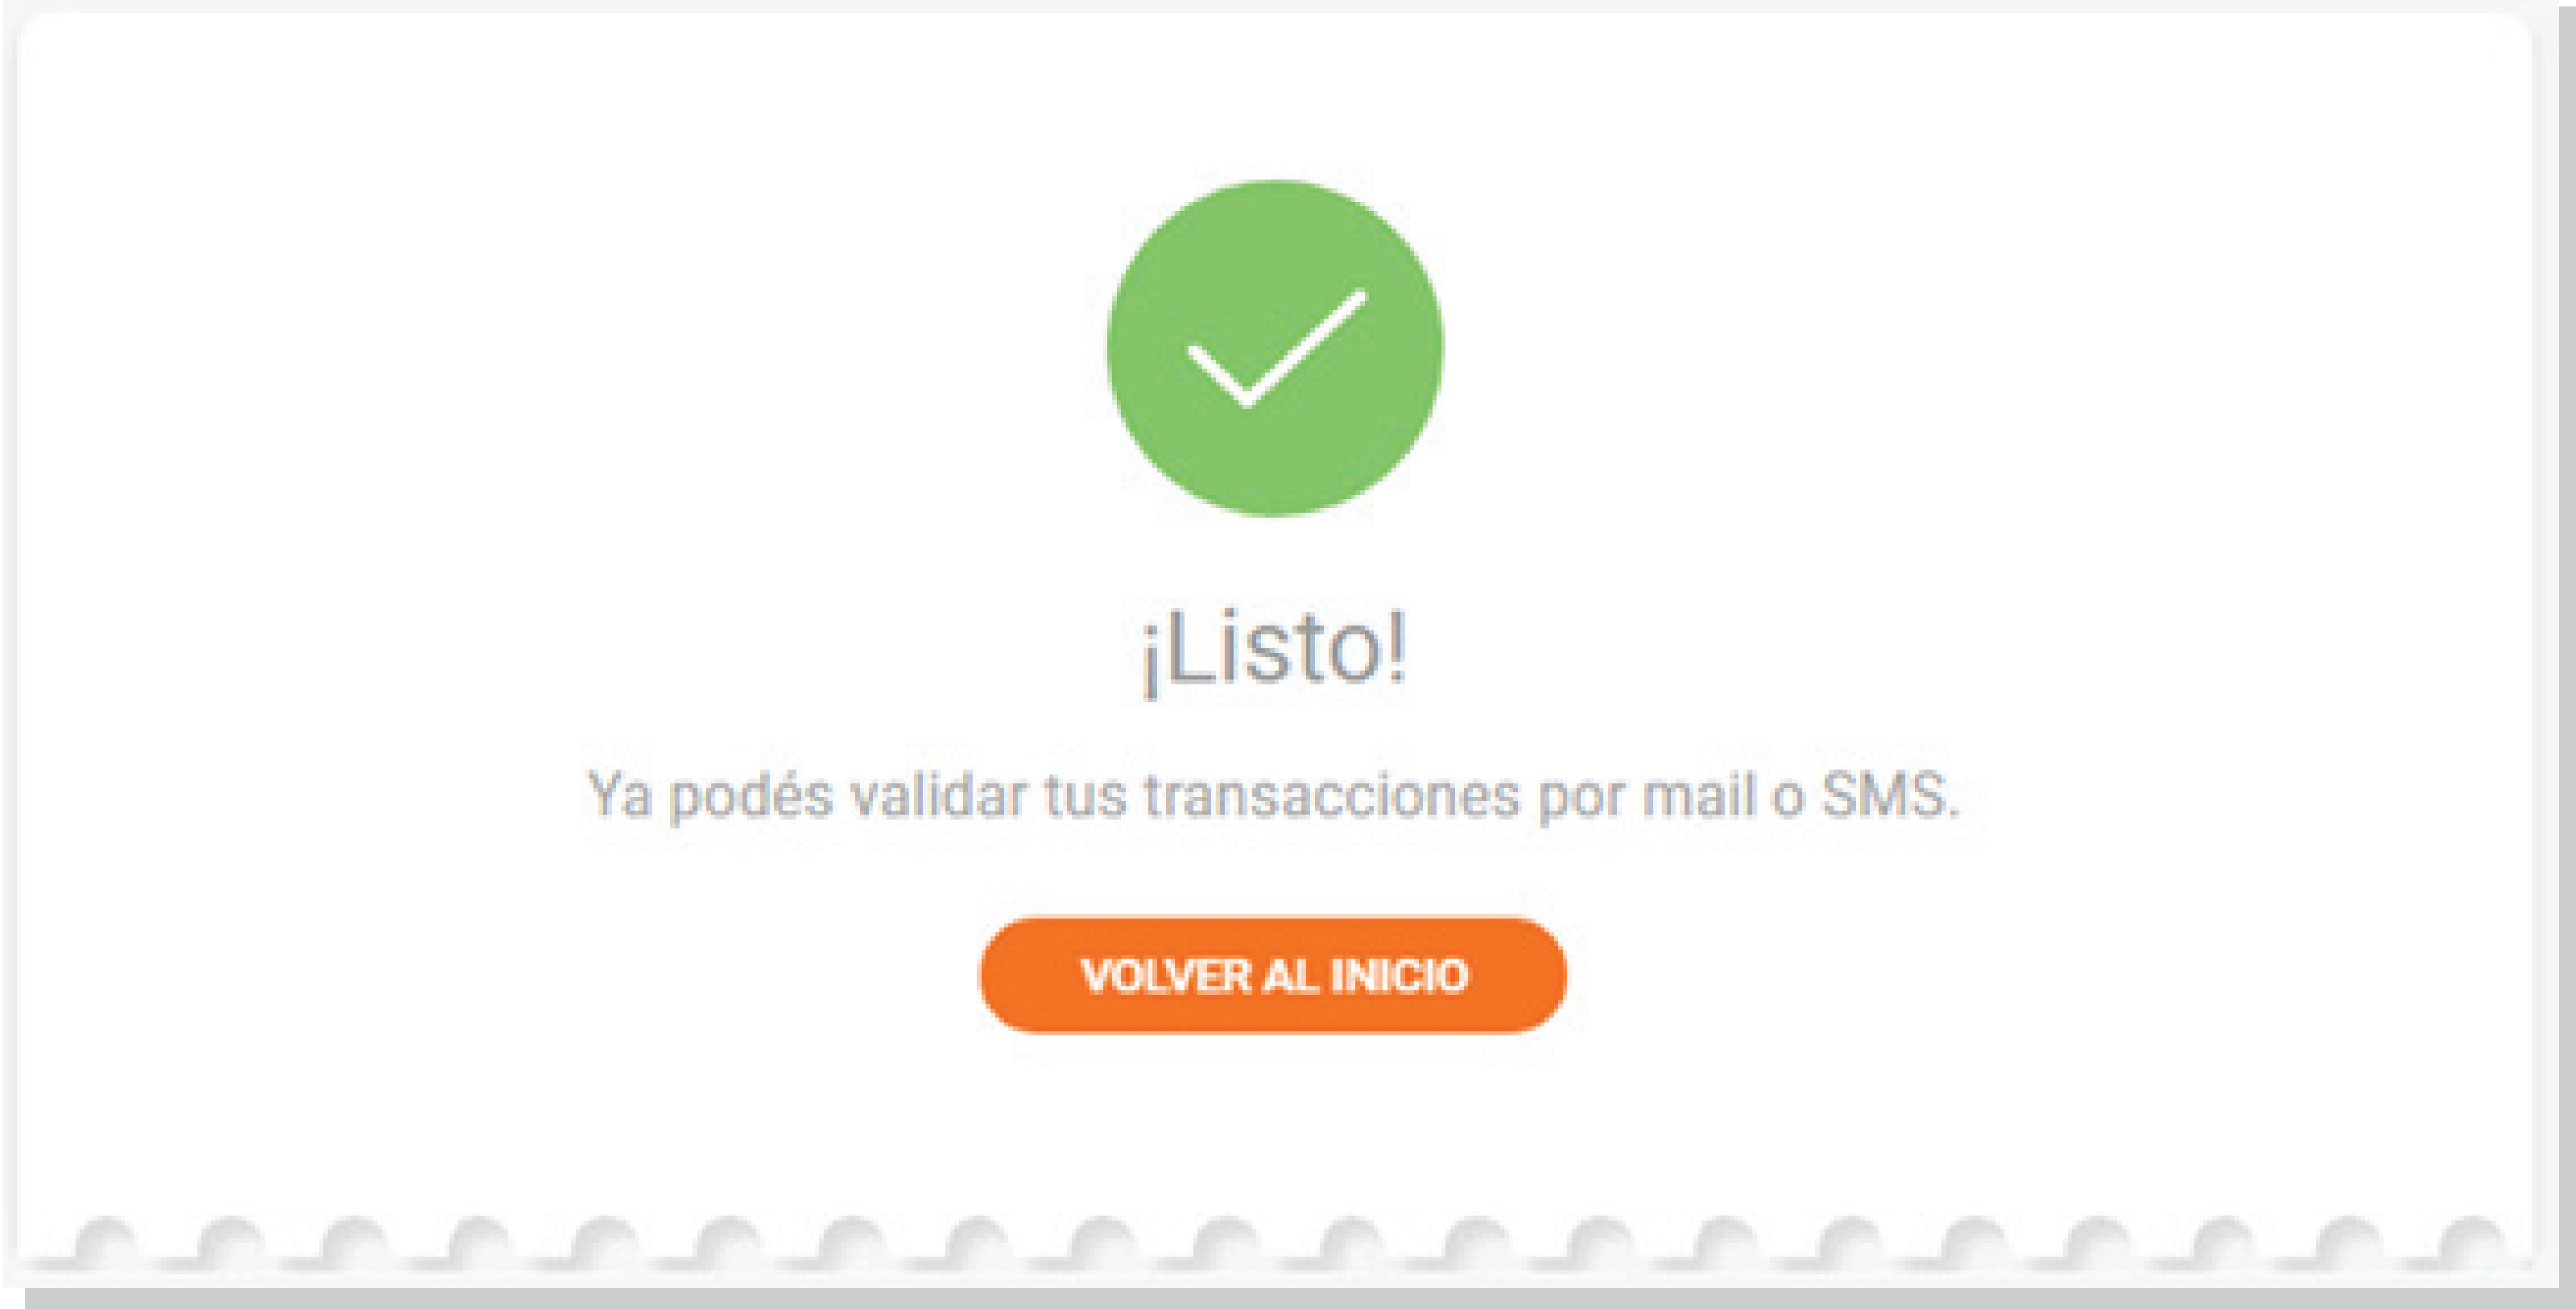 ¡Listo!
Ya podés validar tus transacciones por mail o SMS.
VOLVER AL INICIO